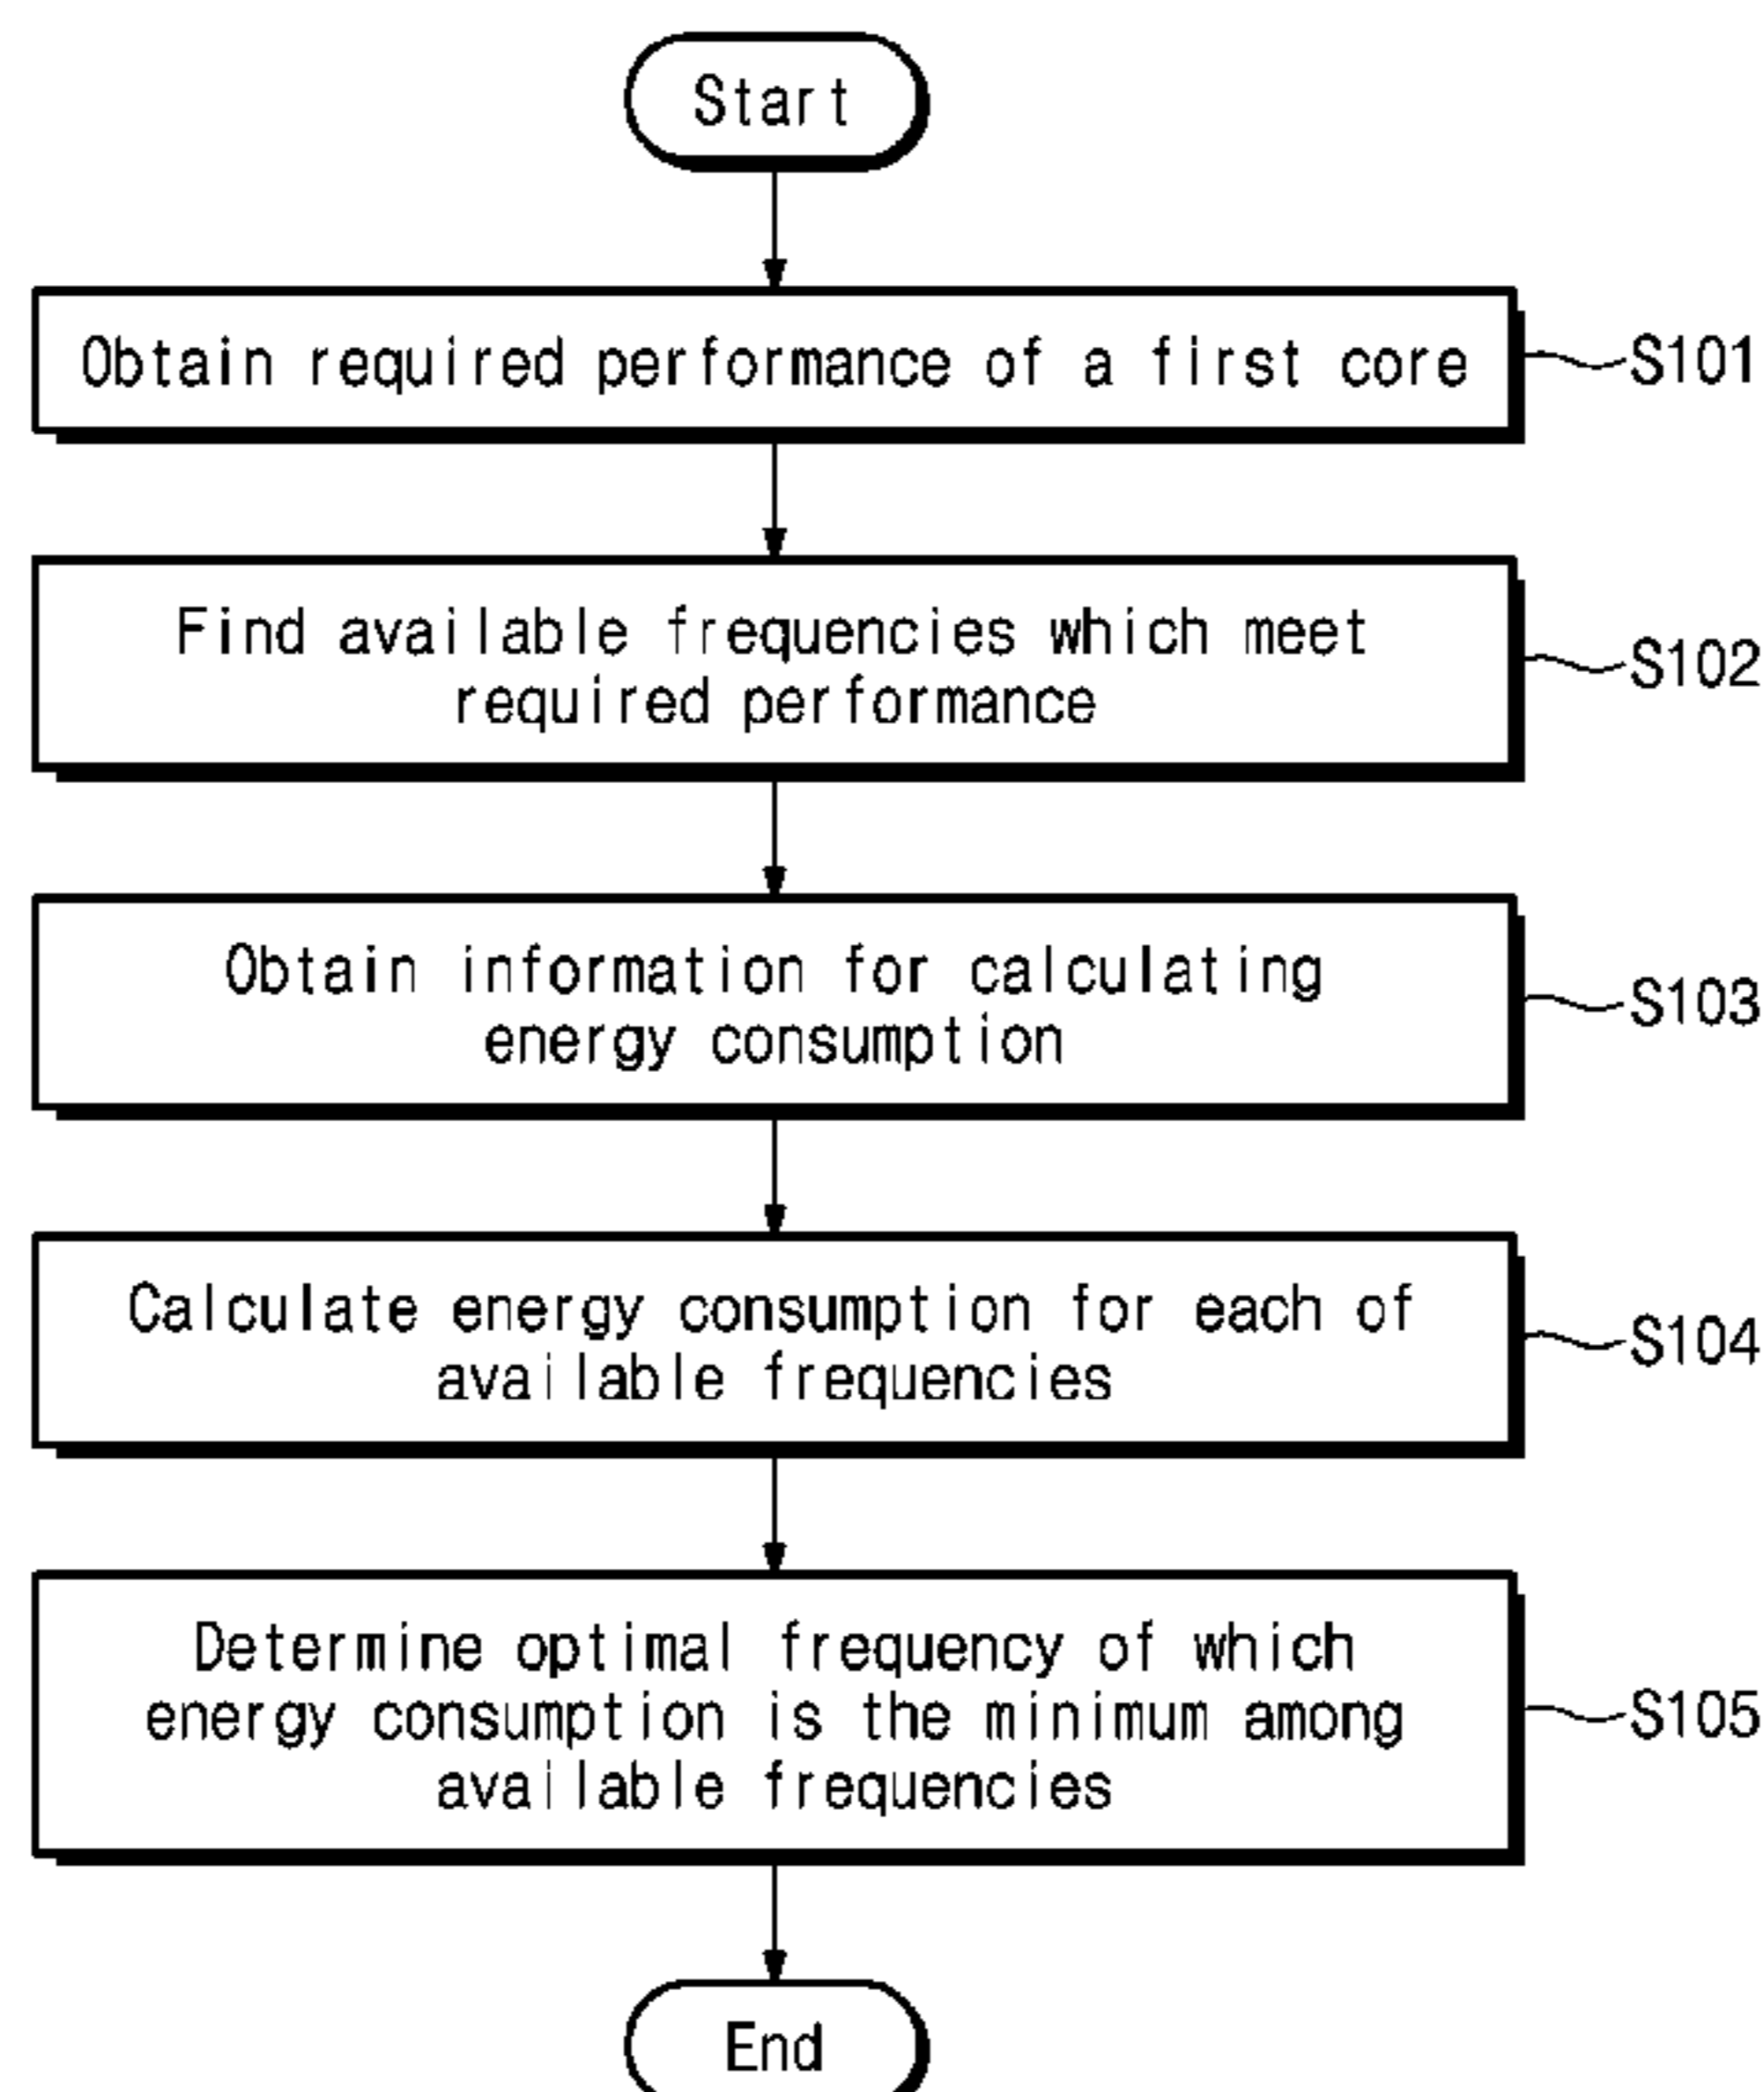 Start
Obtain required performance of a first core
S101
Find available frequencies which meet
required performance
S102
Obtain information for calculating
energy consumption
S103
Calculate energy consumption for each of
available frequencies
S104
Determine optimal frequency of which
energy consumption is the minimum among
available frequencies
S105
End